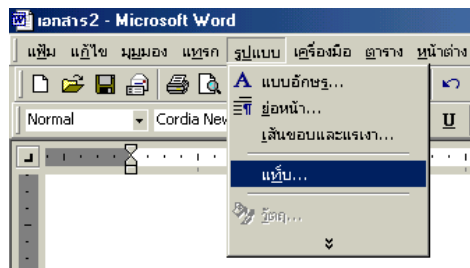 เอกสาร2 - Microsoft Word
แฟ้ม แก้ไข มุมมอง แทรก รูปแบบ เครื่องมือ ตาราง หน้าต่าง
แบบอักษร...
ย่อหน้า...
เส้นขอบและแรเงา...
แท็บ...
วัตถุ...
Normal Cordia New U